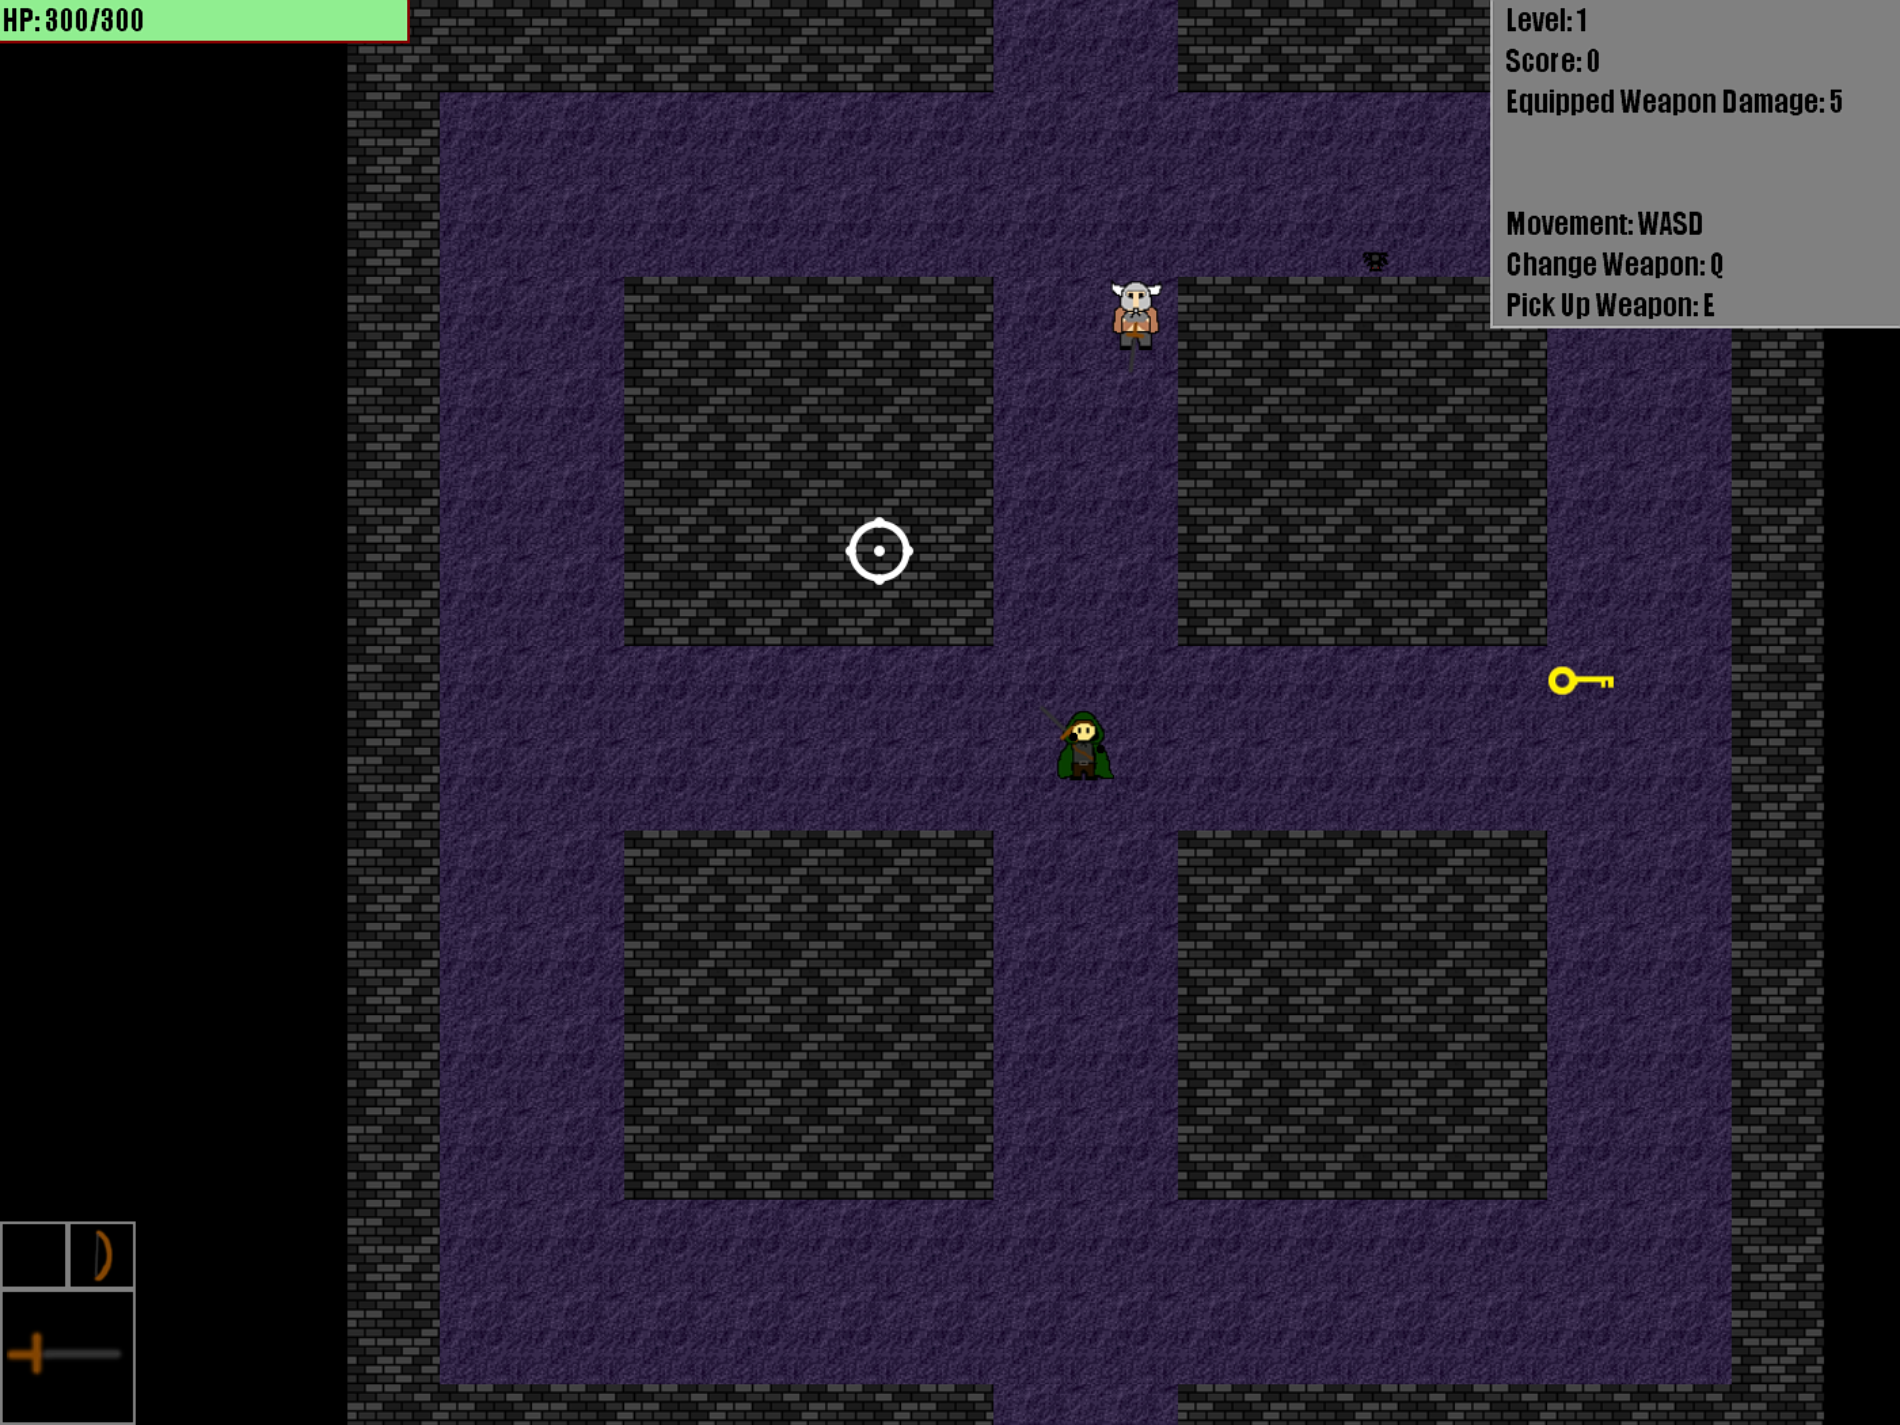 HP: 300/300
Level: 1
Score: 0
Equipped Weapon Damage: 5
Movement: WASD
Change Weapon: Q
Pick Up Weapon: E